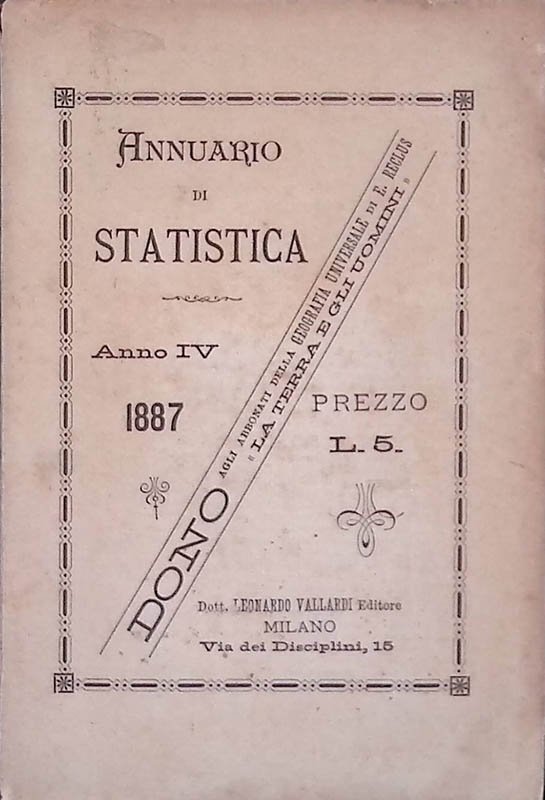 ANNUARIO
DI
STATISTICA
Anno IV
1887
DONO AGLI ABBONATI DELLA GEOGRAFIA UNIVERSALE DI E. RECLUS
“ LA TERRA E GLI UOMINI „
PREZZO
L. 5.
Dott. LEONARDO VALLARDI Editore
MILANO
Via dei Disciplini, 15